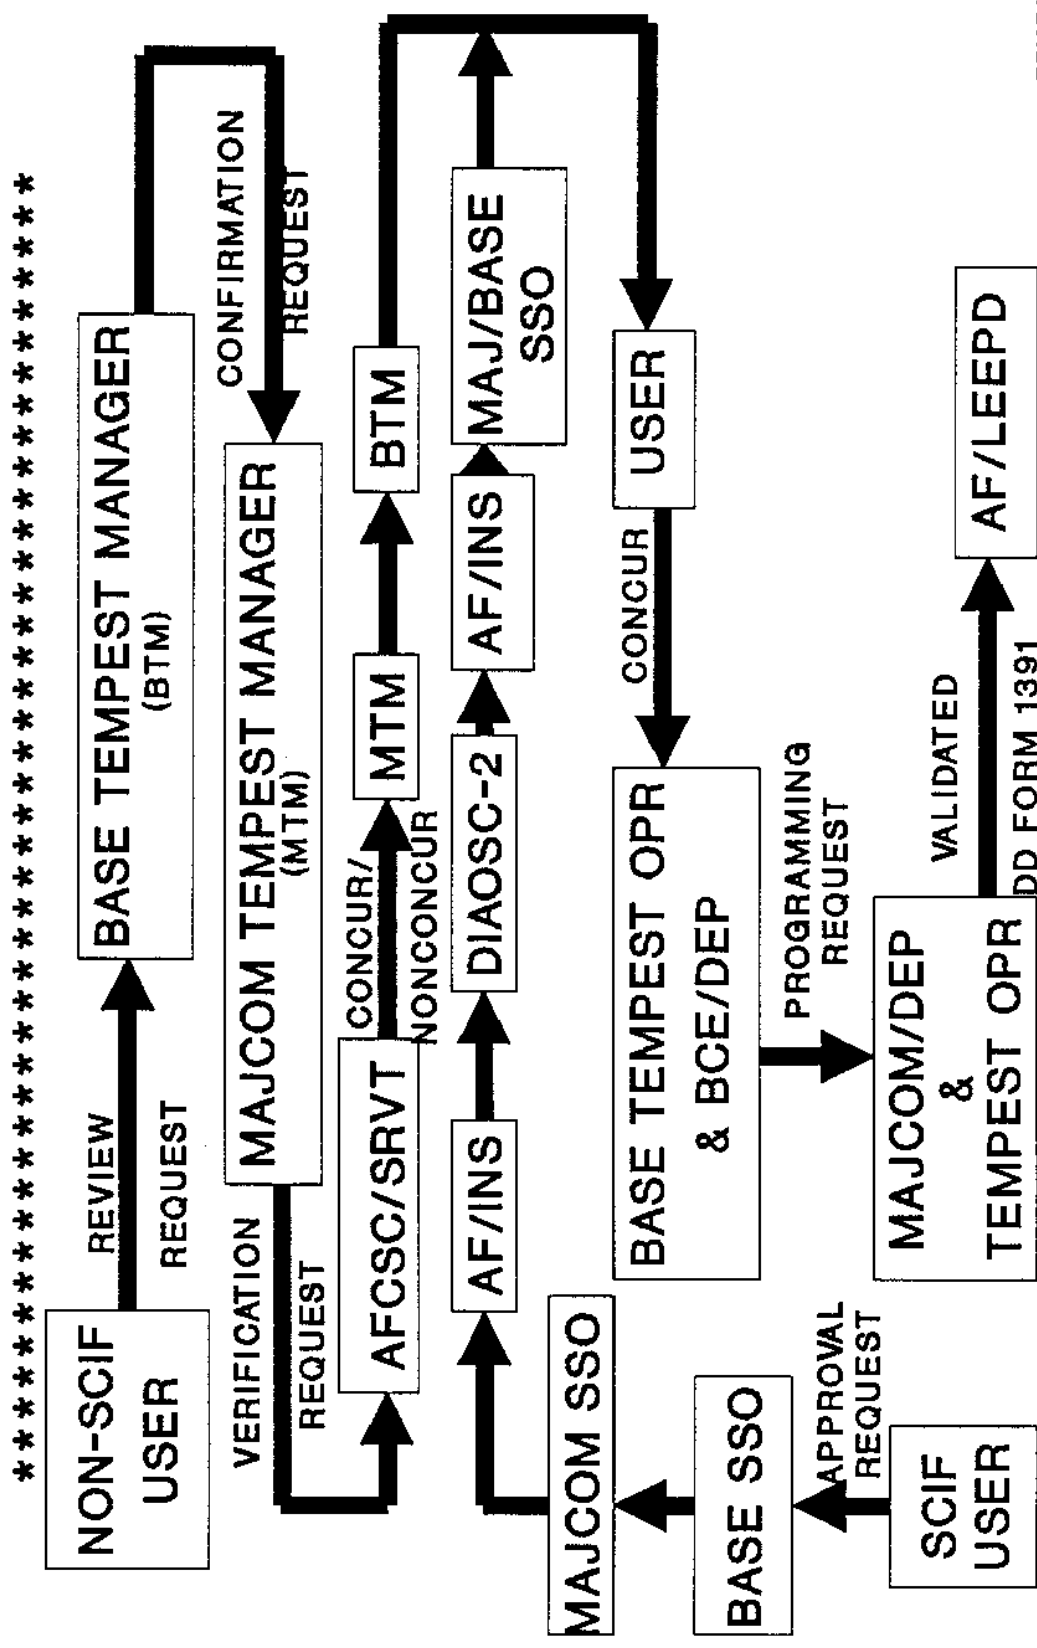 * * * * * * * * * * * * * * * * * * * * * * * * * * * * * * * * * * *
NON-SCIF
USER
REVIEW
REQUEST
BASE TEMPEST MANAGER
(BTM)
CONFIRMATION
REQUEST
MAJCOM TEMPEST MANAGER
(MTM)
VERIFICATION
REQUEST
AFCSC/SRVT
CONCUR/
NONCONCUR
MTM
BTM
SCIF
USER
APPROVAL
REQUEST
BASE SSO
MAJCOM SSO
AF/INS
DIAOSC-2
AF/INS
MAJ/BASE
SSO
USER
CONCUR
BASE TEMPEST OPR
& BCE/DEP
PROGRAMMING
REQUEST
MAJCOM/DEP
&
TEMPEST OPR
VALIDATED
DD FORM 1391
AF/LEEPD